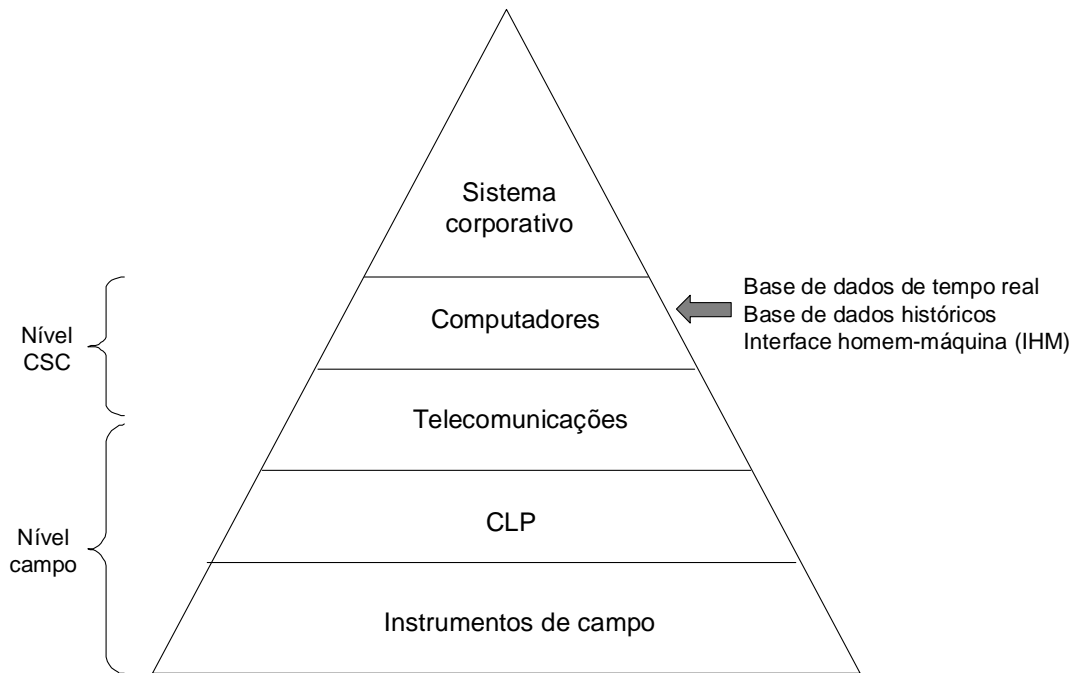 Sistema
corporativo
Computadores
Base de dados de tempo real
Base de dados históricos
Interface homem-máquina (IHM)
Nível
CSC
Telecomunicações
CLP
Nível
campo
Instrumentos de campo